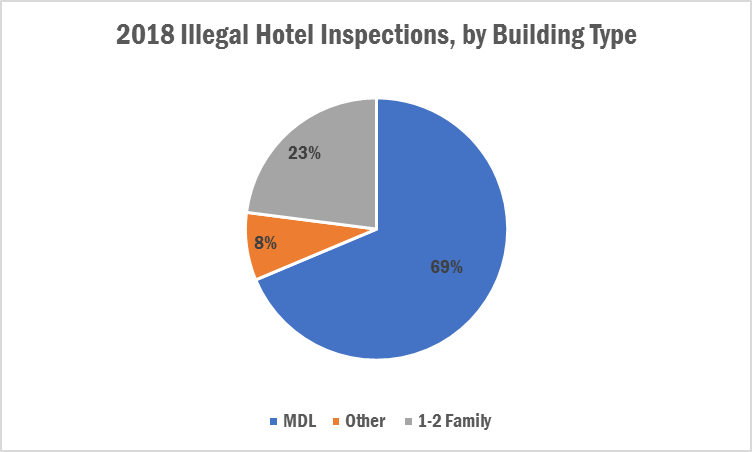 2018 Illegal Hotel Inspections, by Building Type
23%
8%
69%
MDL Other 1-2 Family